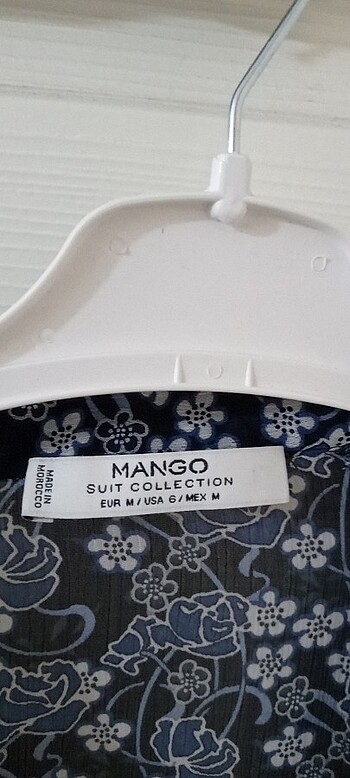 MANGO
SUIT COLLECTION
EUR M / USA 6 / MEX M
MADE IN
MOROCCO